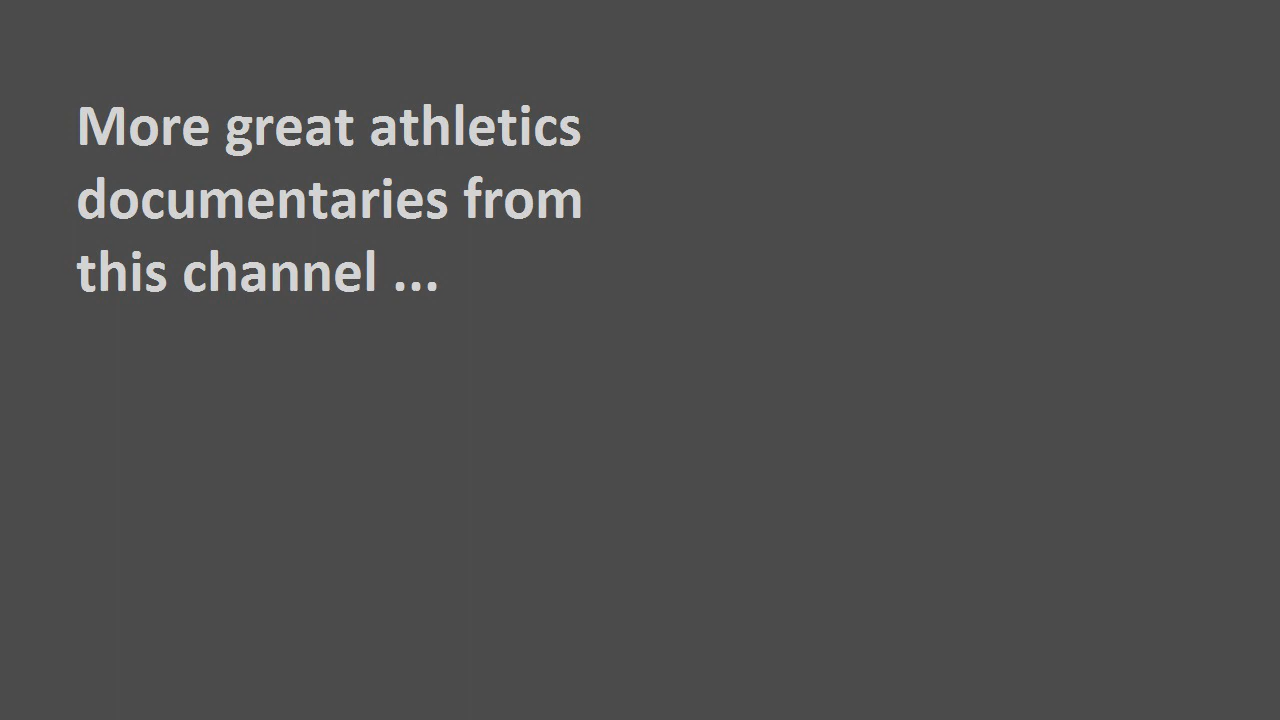 More great athletics
documentaries from
this channel ...